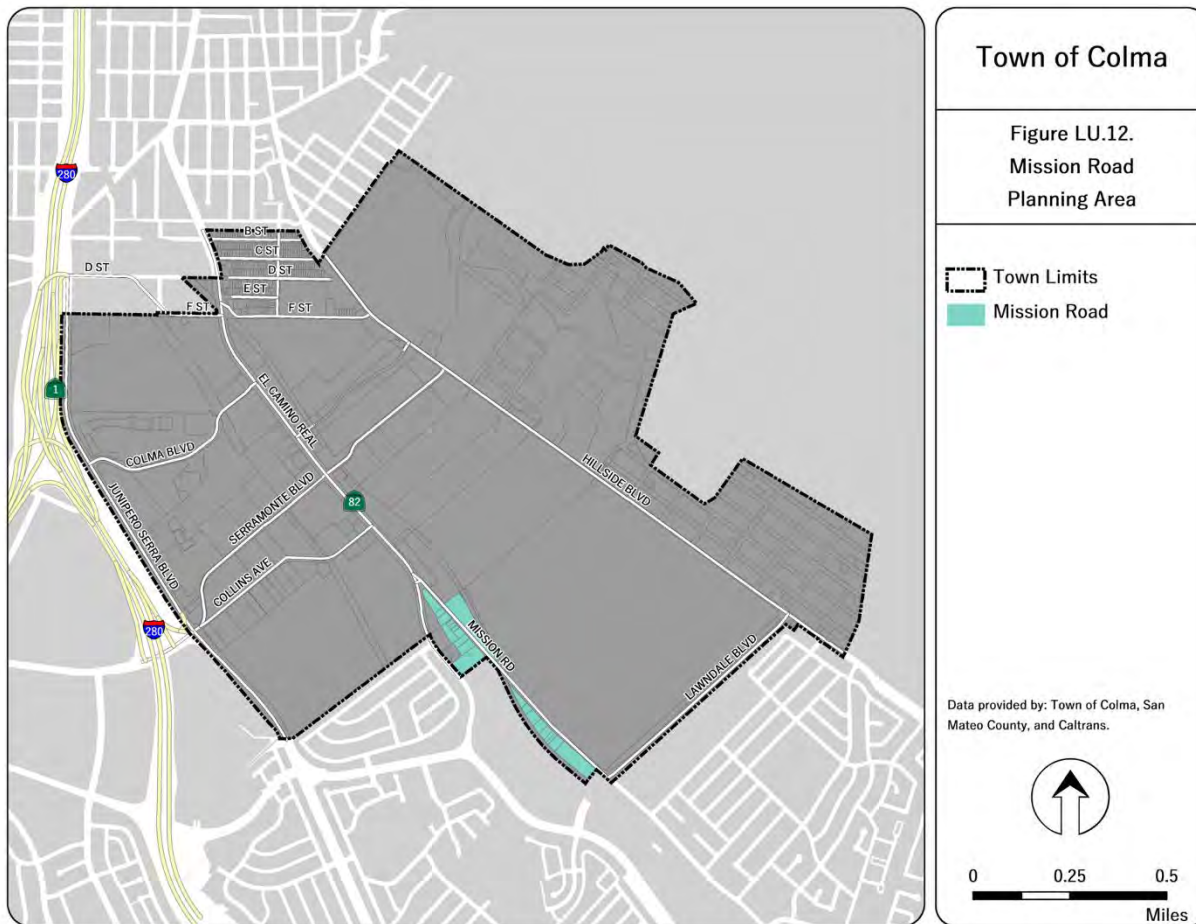 Town of Colma
Figure LU.12.
Mission Road
Planning Area
Town Limits
Mission Road
Data provided by: Town of Colma, San
Mateo County, and Caltrans.
0 0.25 0.5
Miles
280
B ST
C ST
D ST
D ST
E ST
F ST
F ST
1
EL CAMINO REAL
COLMA BLVD
JUNIPERO SERRA BLVD
SERRAMONTE BLVD
82
HILLSIDE BLVD
COLLINS AVE
280
MISSION RD
LAWNDALE BLVD